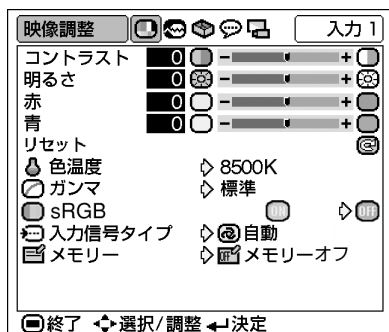 映像調整 入力 1
コントラスト 0 － ＋
明るさ 0 － ＋
赤 0 － ＋
青 0 － ＋
リセット
色温度 8500K
ガンマ 標準
sRGB ON OFF
入力信号タイプ 自動
メモリー OFF メモリーオフ
終了 選択/調整 決定